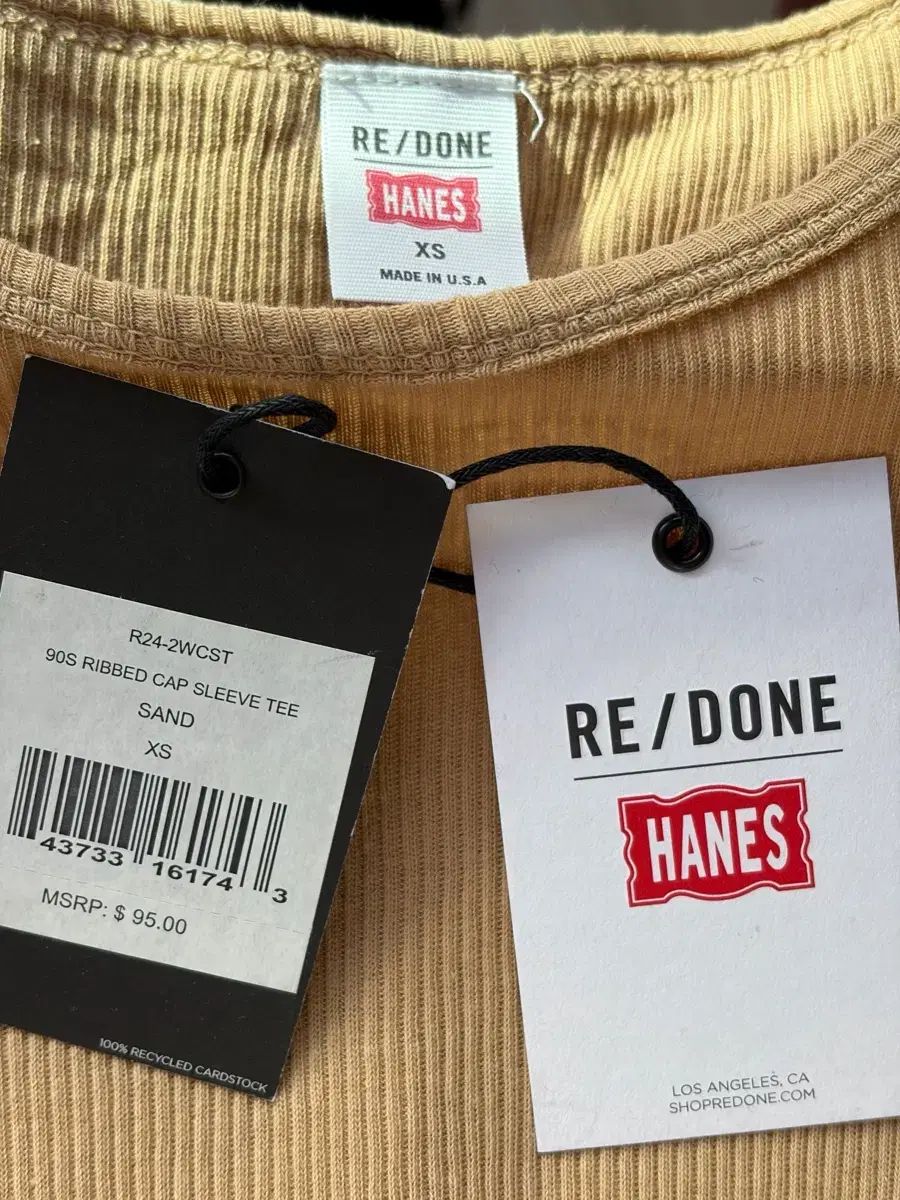 RE/DONE
HANES
XS
MADE IN U.S.A
R24-2WCST
90S RIBBED CAP SLEEVE TEE
SAND
XS
43733 16174 3
MSRP: $ 95.00
100% RECYCLED CARDSTOCK
RE/DONE
HANES
LOS ANGELES, CA
SHOPREDONE.COM